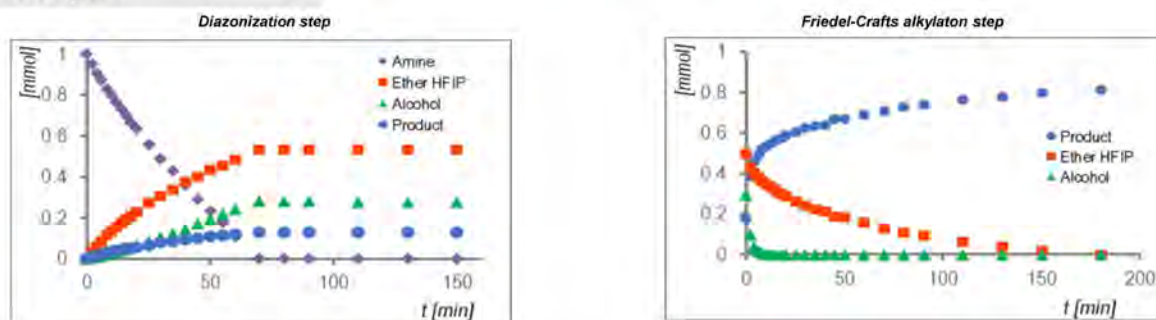 Diazonization step
Friedel-Crafts alkylaton step
[mmol]
1
0.8
0.6
0.4
0.2
0
0
50
100
150
t [min]
Amine
Ether HFIP
Alcohol
Product
[mmol]
1
0.8
0.6
0.4
0.2
0
0
50
100
150
200
t [min]
Product
Ether HFIP
Alcohol